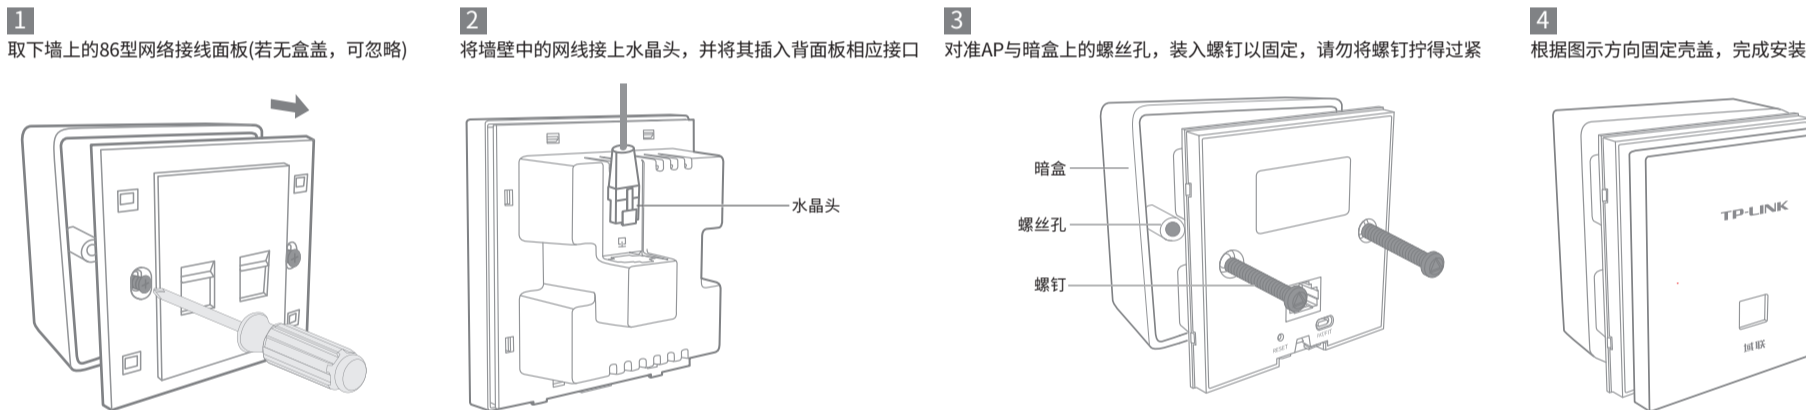 1
取下墙上的86型网络接线面板(若无盒盖，可忽略)
2
将墙壁中的网线接上水晶头，并将其插入背面板相应接口
水晶头
3
对准AP与暗盒上的螺丝孔，装入螺钉以固定，请勿将螺钉拧得过紧
暗盒
螺丝孔
螺钉
RESET
4
根据图示方向固定壳盖，完成安装
TP-LINK